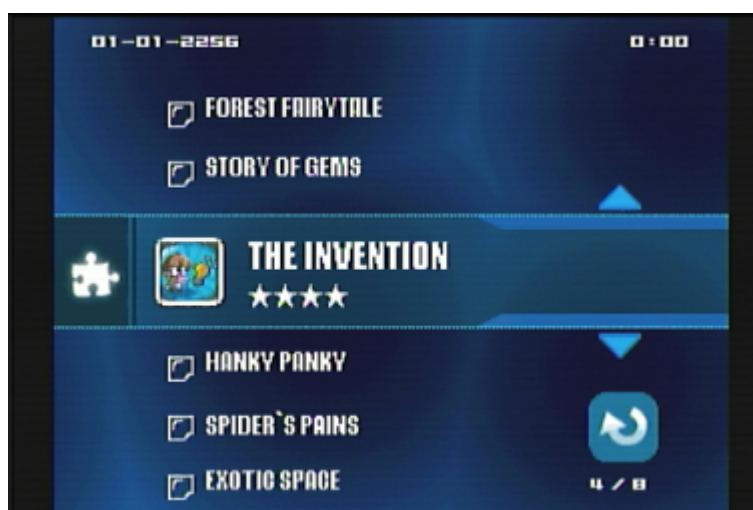 01-01-2256
0:00
FOREST FAIRYTALE
STORY OF GEMS
THE INVENTION
★★★★
HANKY PANKY
SPIDER`S PAINS
EXOTIC SPACE
4/8